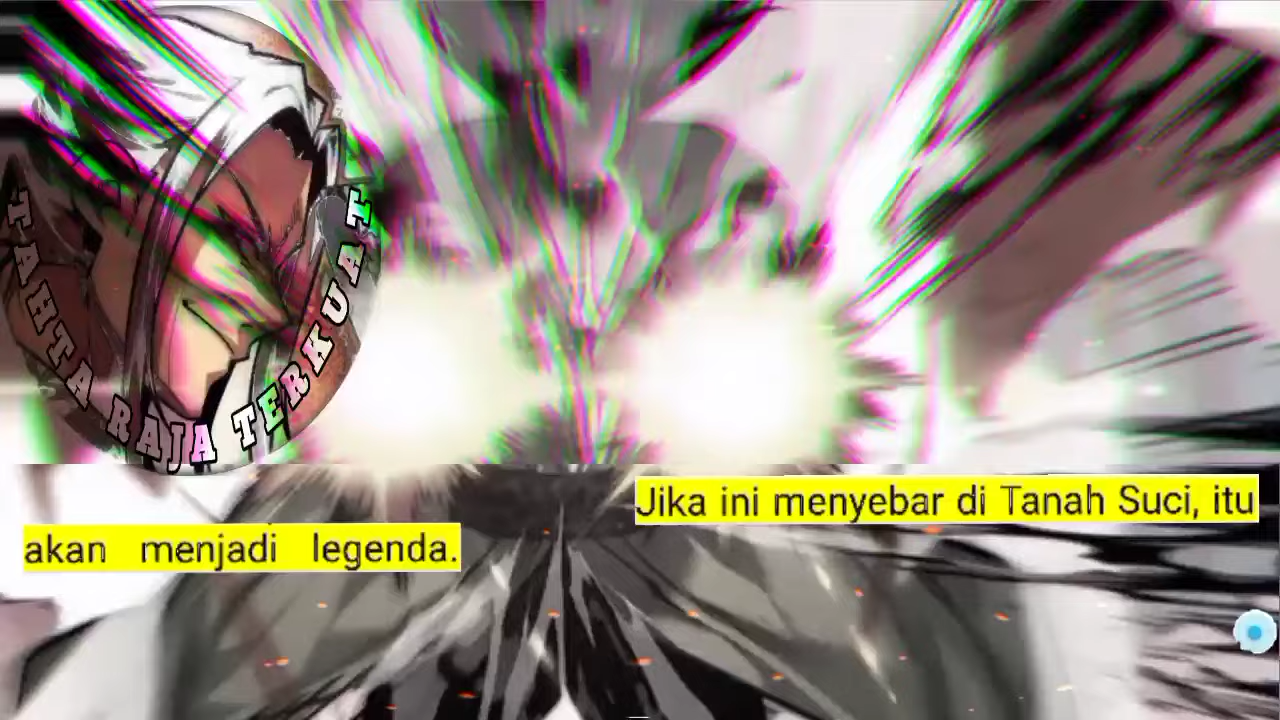 TAHTA RAJA TERKUAT
Jika ini menyebar di Tanah Suci, itu
akan menjadi legenda.